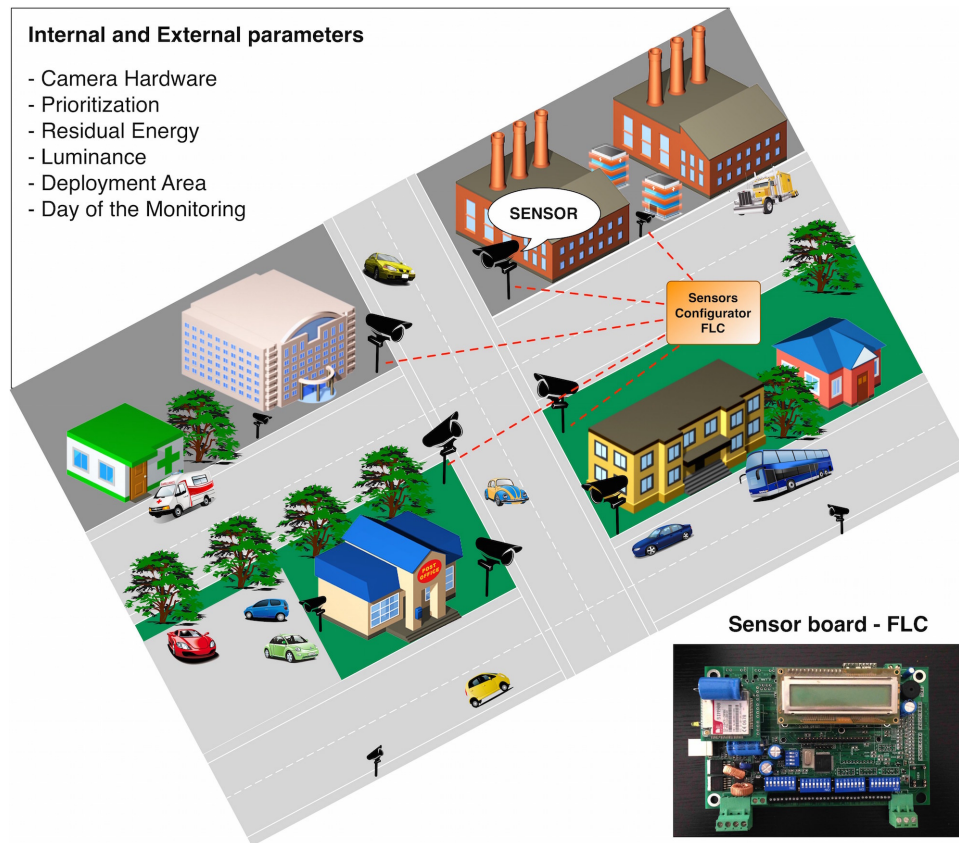 Internal and External parameters
- Camera Hardware
- Prioritization
- Residual Energy
- Luminance
- Deployment Area
- Day of the Monitoring
SENSOR
Sensors
Configurator
FLC
POST
OFFICE
Sensor board - FLC